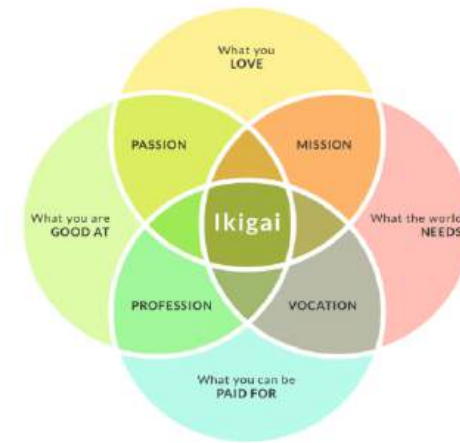 What you
LOVE
PASSION
MISSION
What you are
GOOD AT
Ikigai
What the world
NEEDS
PROFESSION
VOCATION
What you can be
PAID FOR